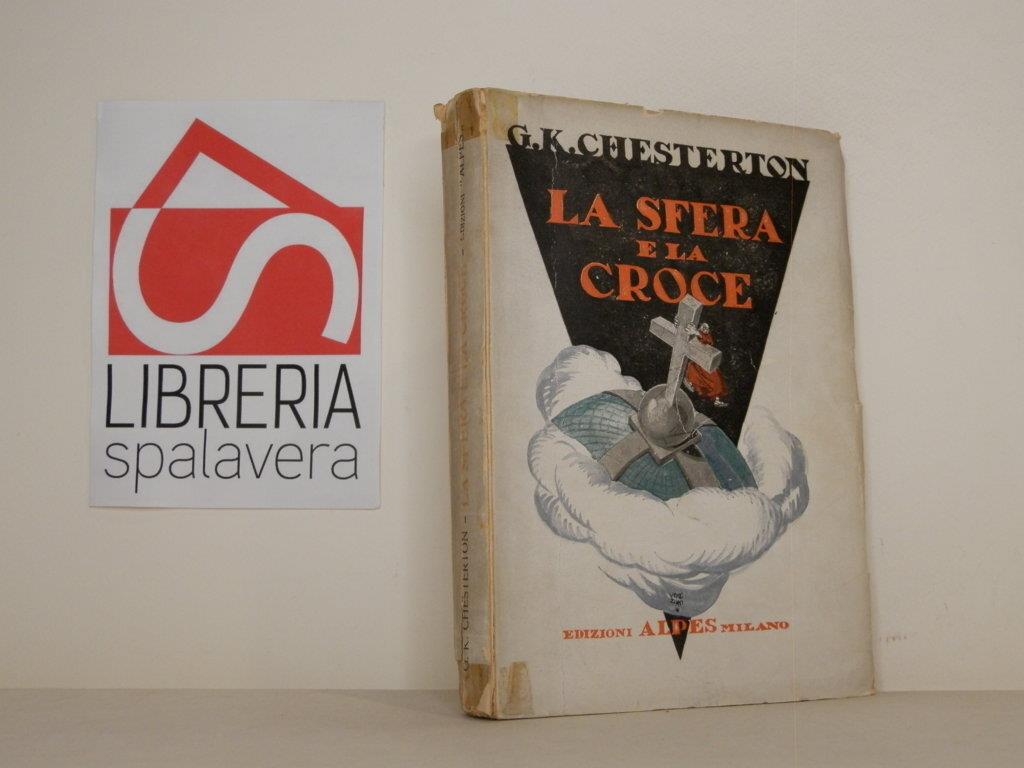 LIBRERIA
spalavera
G.K.CHESTERTON
LA SFERA
E LA
CROCE
EDIZIONI ALPES MILANO
G. K. CHESTERTON – LA SFERA E LA CROCE – EDIZIONI "ALPES"